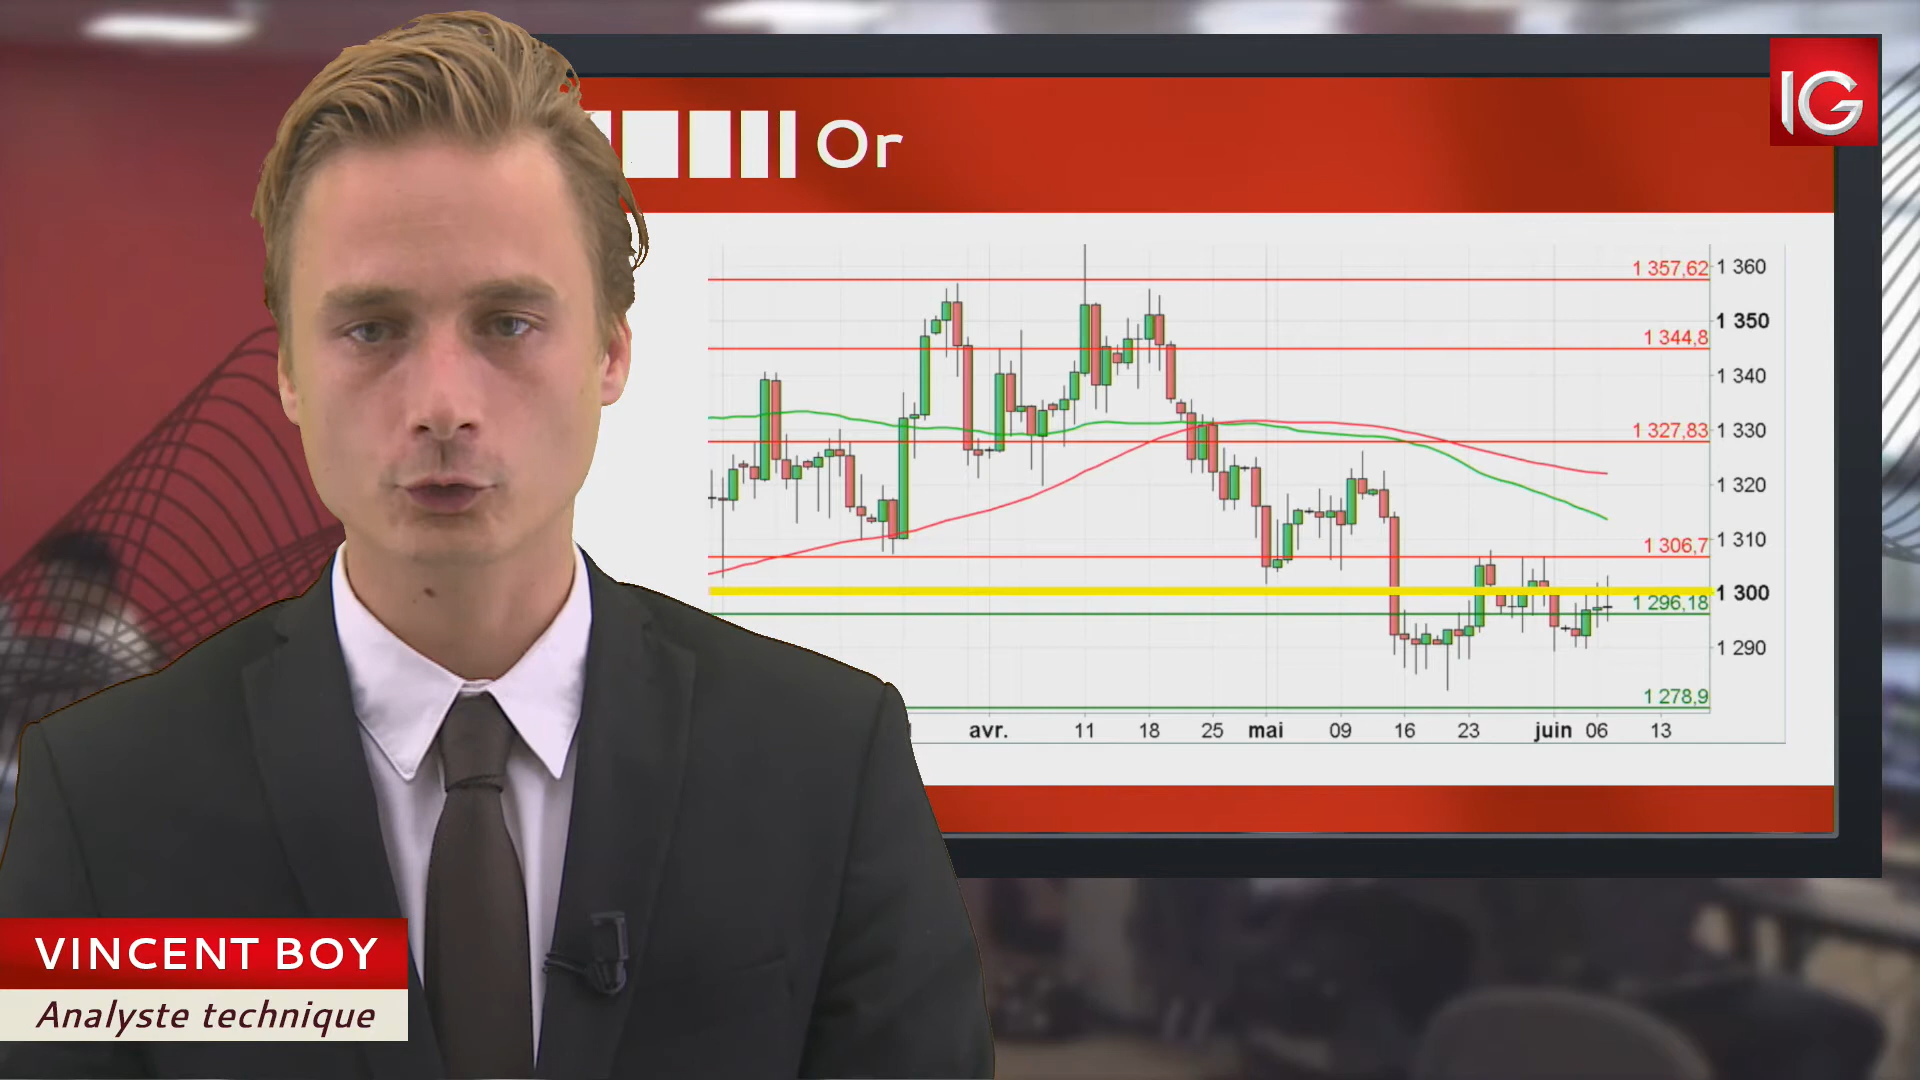 IG
Or
1 357,62
1 360
1 350
1 344,8
1 340
1 327,83
1 330
1 320
1 306,7
1 310
1 300
1 296,18
1 290
1 278,9
avr. 11 18 25 mai 09 16 23 juin 06 13
VINCENT BOY
Analyste technique